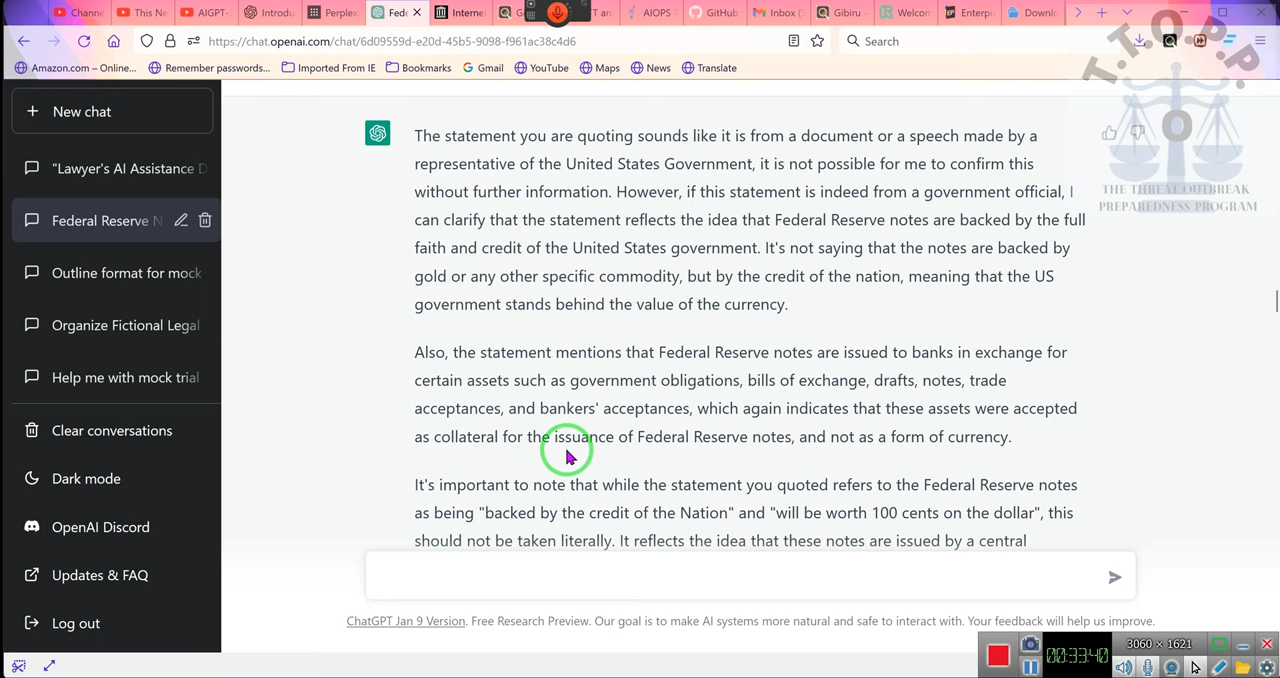 Channe
This Ne
AIGPT-
Introdu
Perplex
Fede
Internet
AIOPS T
GitHub
Inbox (
Gibiru -
Welcom
Enterpi
Downlo
https://chat.openai.com/chat/6d09559d-e20d-45b5-9098-f961ac38c4d6
Search
Amazon.com – Online...
Remember passwords...
Imported From IE
Bookmarks
Gmail
YouTube
Maps
News
Translate
T.T.O.P.P.
THE THREAT OUTBREAK
PREPAREDNESS PROGRAM
New chat
"Lawyer's AI Assistance D
Federal Reserve N
Outline format for mock
Organize Fictional Legal
Help me with mock trial
Clear conversations
Dark mode
OpenAI Discord
Updates & FAQ
Log out
The statement you are quoting sounds like it is from a document or a speech made by a
representative of the United States Government, it is not possible for me to confirm this
without further information. However, if this statement is indeed from a government official, I
can clarify that the statement reflects the idea that Federal Reserve notes are backed by the full
faith and credit of the United States government. It's not saying that the notes are backed by
gold or any other specific commodity, but by the credit of the nation, meaning that the US
government stands behind the value of the currency.
Also, the statement mentions that Federal Reserve notes are issued to banks in exchange for
certain assets such as government obligations, bills of exchange, drafts, notes, trade
acceptances, and bankers' acceptances, which again indicates that these assets were accepted
as collateral for the issuance of Federal Reserve notes, and not as a form of currency.
It's important to note that while the statement you quoted refers to the Federal Reserve notes
as being "backed by the credit of the Nation" and "will be worth 100 cents on the dollar", this
should not be taken literally. It reflects the idea that these notes are issued by a central
ChatGPT Jan 9 Version. Free Research Preview. Our goal is to make AI systems more natural and safe to interact with. Your feedback will help us improve.
3060 × 1621
00:33:40